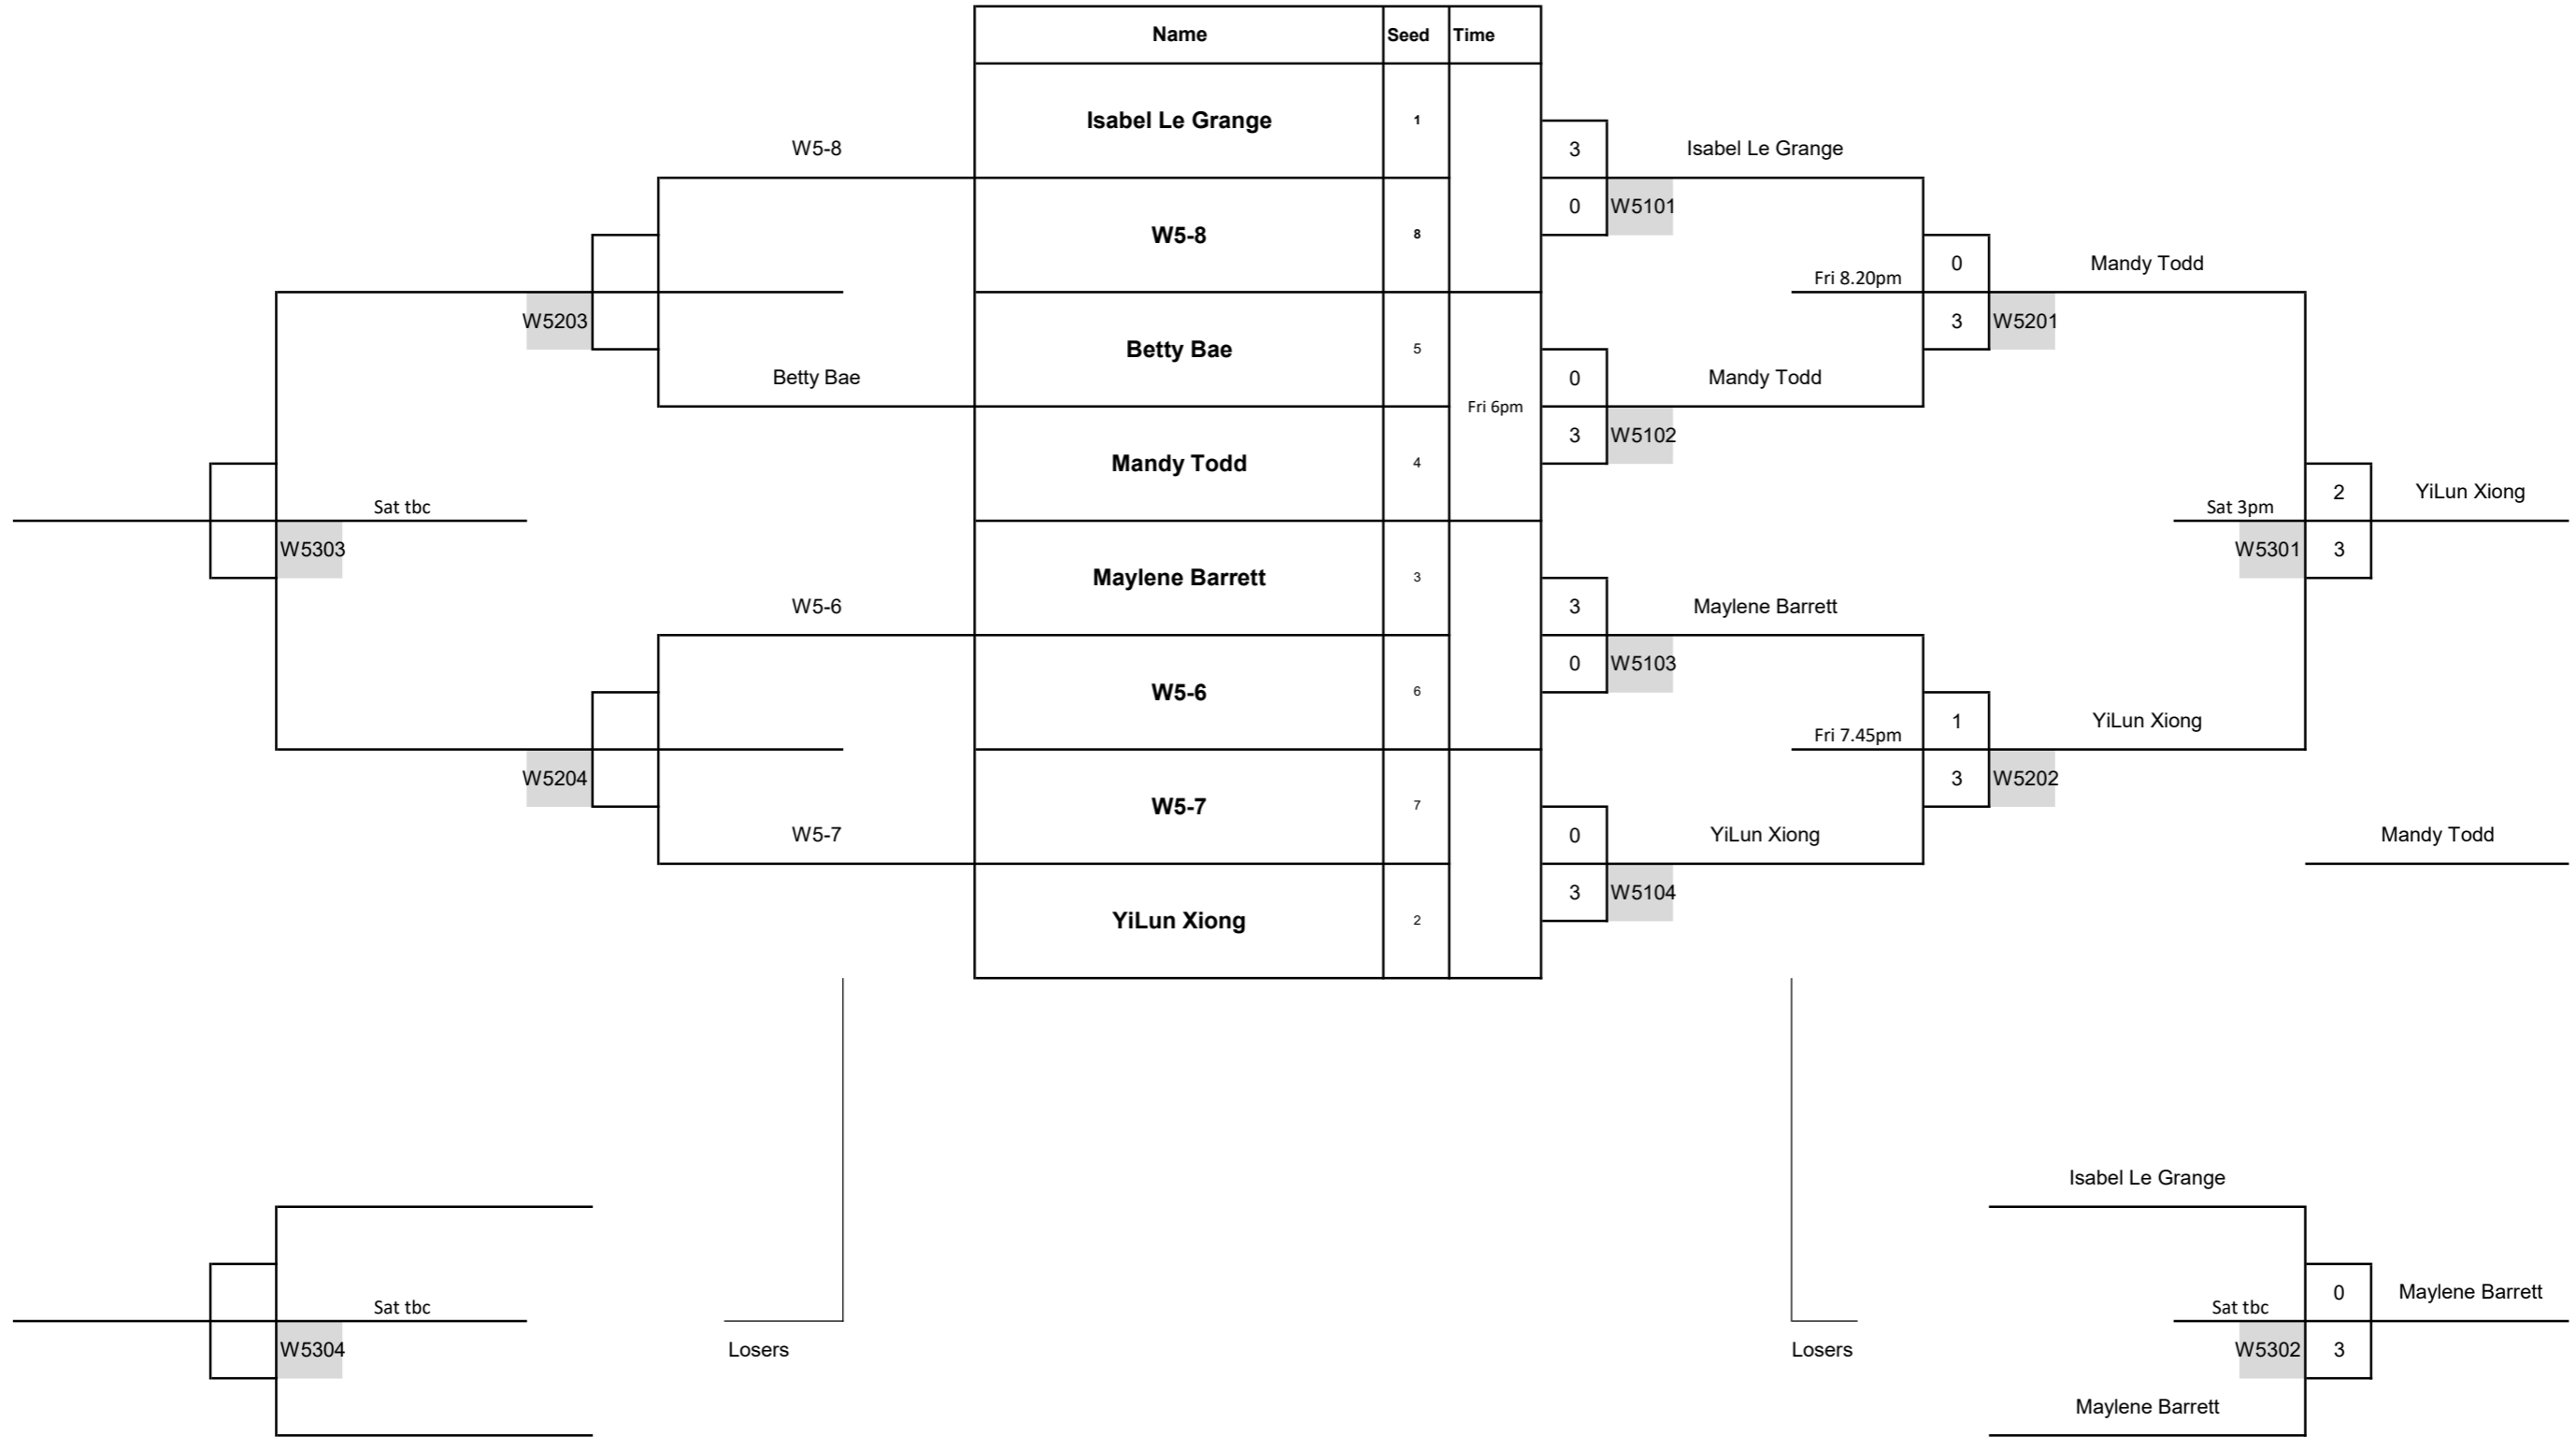 Name Seed Time
Isabel Le Grange 1
W5-8 3 Isabel Le Grange
0 W5101
W5-8 8
0 Mandy Todd
Fri 8.20pm
W5203 3 W5201
Betty Bae 5
Betty Bae 0 Mandy Todd
Fri 6pm
3 W5102
Mandy Todd 4
2 YiLun Xiong
Sat tbc Sat 3pm
W5303 W5301 3
Maylene Barrett 3
W5-6 3 Maylene Barrett
0 W5103
W5-6 6
1 YiLun Xiong
Fri 7.45pm
W5204 3 W5202
W5-7 7
W5-7 0 YiLun Xiong Mandy Todd
3 W5104
YiLun Xiong 2
Isabel Le Grange
0 Maylene Barrett
Sat tbc Sat tbc
W5304 Losers Losers W5302 3
Maylene Barrett